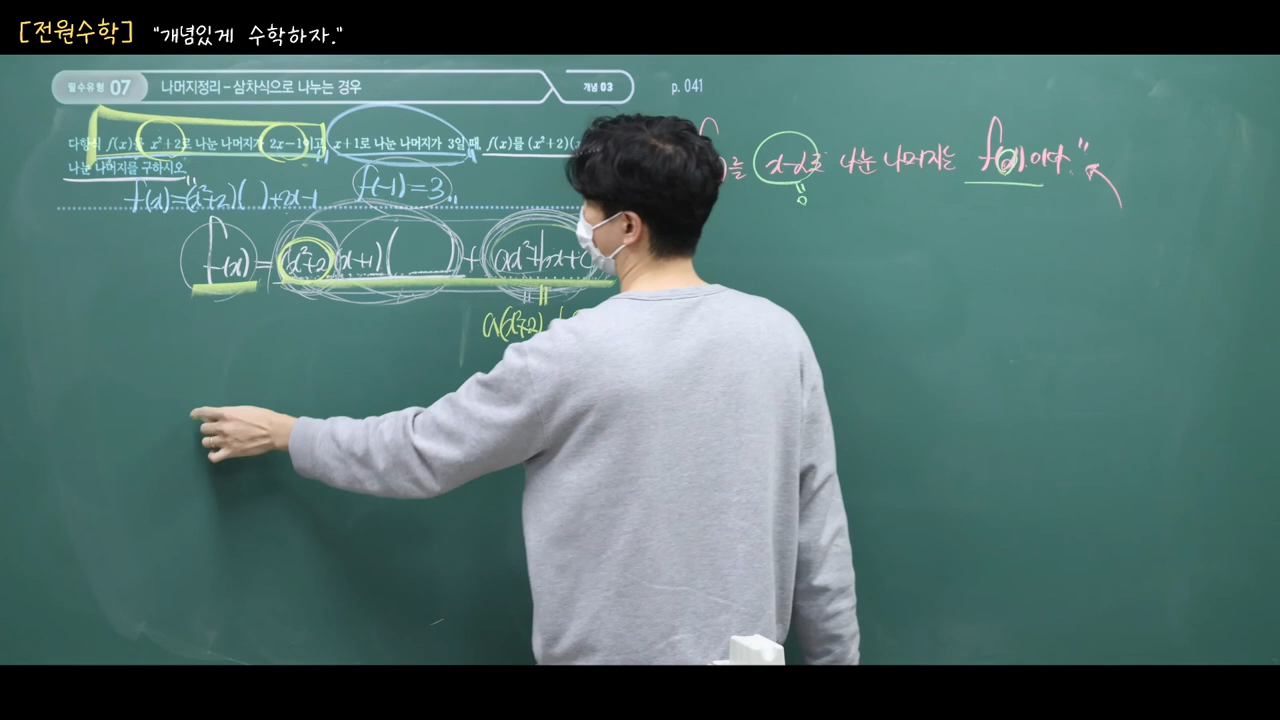 [전원수학] "개념있게 수학하자."
필수유형 07 나머지정리 - 삼차식으로 나누는 경우 개념 03 p. 041
다항식 f(x)를 x²+2로 나눈 나머지가 2x-1이고, x+1로 나눈 나머지가 3일 때, f(x)를 (x²+2)(
나눈 나머지를 구하시오.
를 x-α로 나눈 나머지는 f(α)이다."
f(x)=(x²+2)( )+2x-1 f(-1)=3
f(x)=(x²+2)(x+1)( )+ax²+bx+c
a(x²+2)